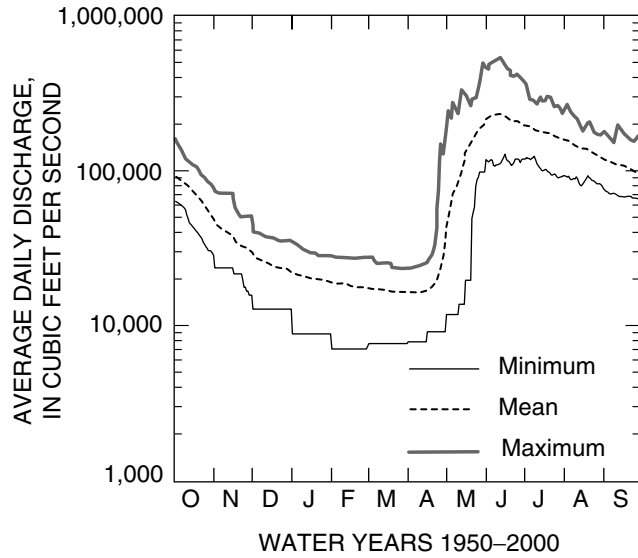 AVERAGE DAILY DISCHARGE,
IN CUBIC FEET PER SECOND
1,000,000
100,000
10,000
1,000
Minimum
Mean
Maximum
O N D J F M A M J J A S
WATER YEARS 1950–2000